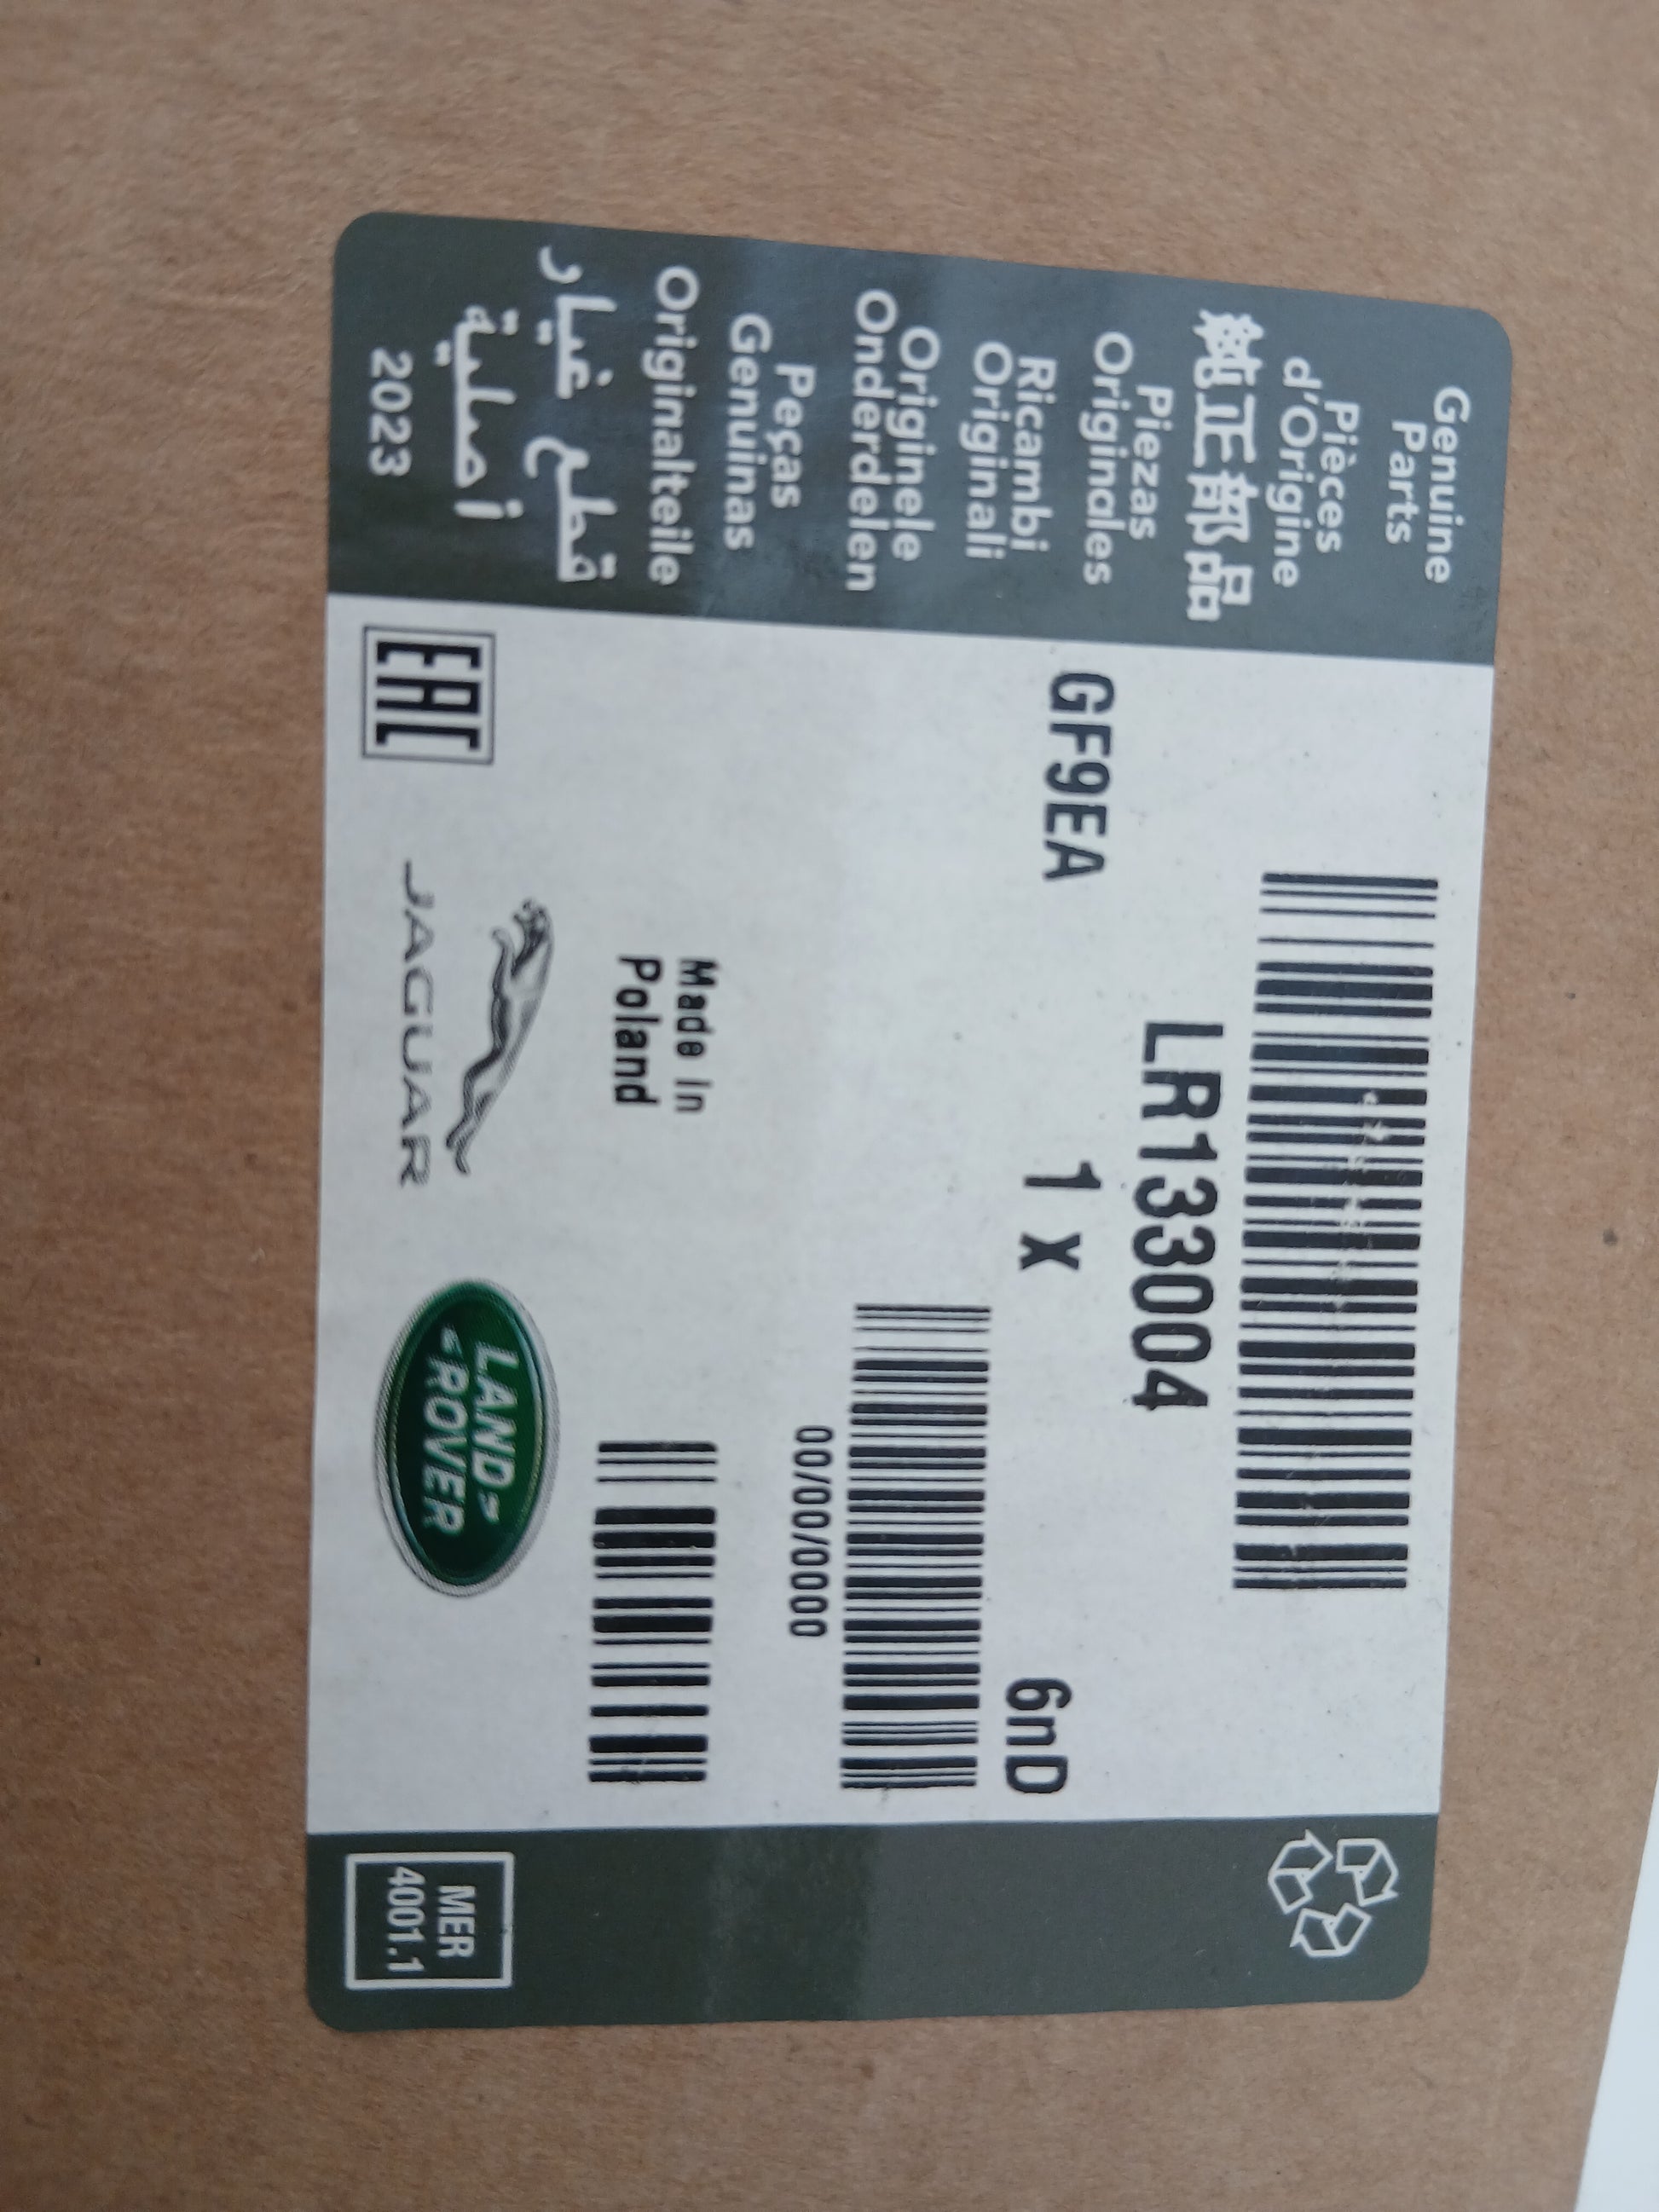 Genuine
Parts
Pièces
d'Origine
純正部品
Piezas
Originales
Ricambi
Originali
Originele
Onderdelen
Peças
Genuinas
Originalteile
قطع غيار
أصلية
2023
LR133004
GF9EA
1 X
6nD
00/00/0000
Made in
Poland
EAC
JAGUAR
LAND
ROVER
MER
4001.1